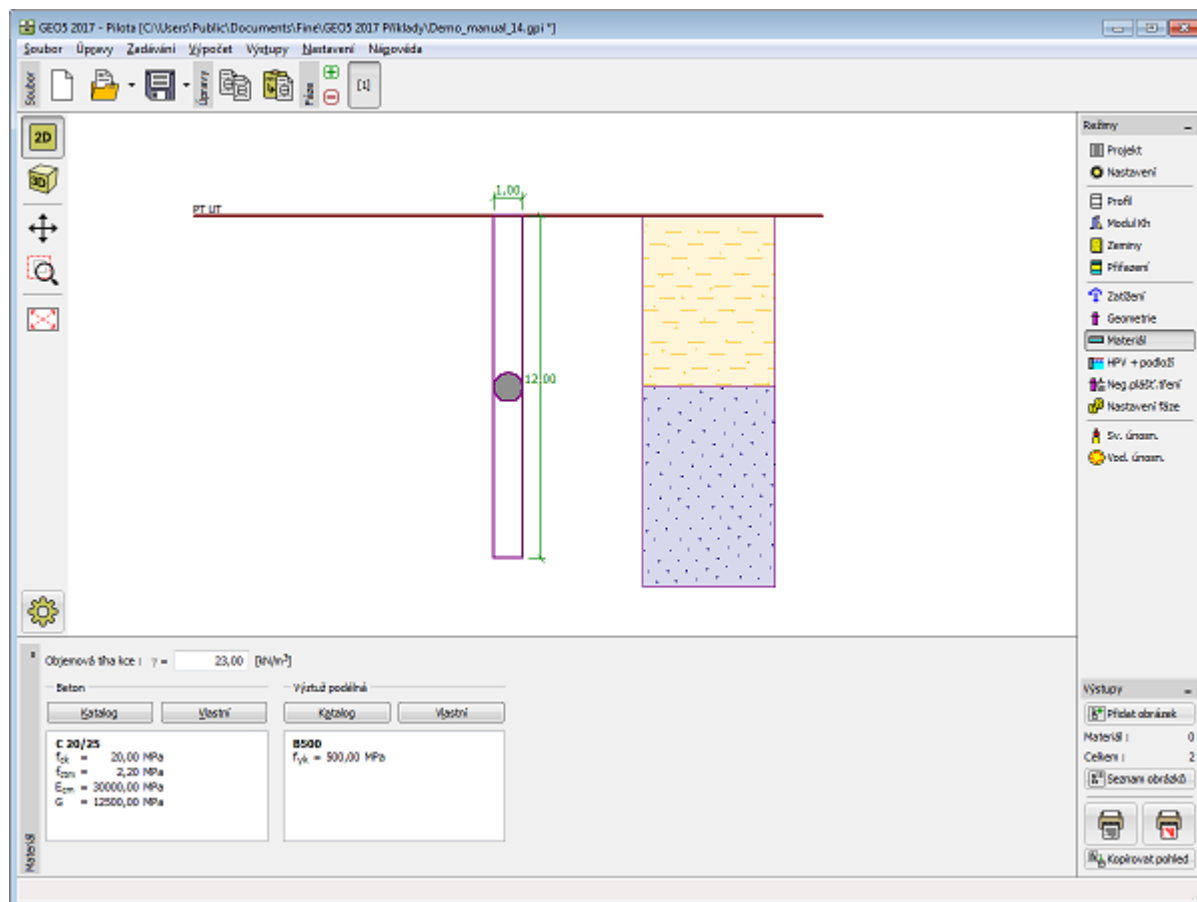 GEO5 2017 - Pilota [C:\Users\Public\Documents\Fine\GEO5 2017 Příklady\Demo_manual_14.gpi *]
Soubor Úpravy Zadávání Výpočet Výstupy Nastavení Nápověda
Soubor
Úpravy
Fáze
[1]
2D
3D
PT UT
1,00
12,00
Režimy
Projekt
Nastavení
Profil
Modul Kh
Zeminy
Přiřazení
Zatížení
Geometrie
Materiál
HPV + podloží
Neg.plášť.tření
Nastavení fáze
Sv. únosn.
Vod. únosn.
Objemová tíha kce : γ = 23,00 [kN/m³]
Beton
Katalog Vlastní
C 20/25
fck = 20,00 MPa
fctm = 2,20 MPa
Ecm = 30000,00 MPa
G = 12500,00 MPa
Výztuž podélná
Katalog Vlastní
B500
fyk = 500,00 MPa
Materiál
Výstupy
Přidat obrázek
Materiál : 0
Celkem : 2
Seznam obrázků
Kopírovat pohled